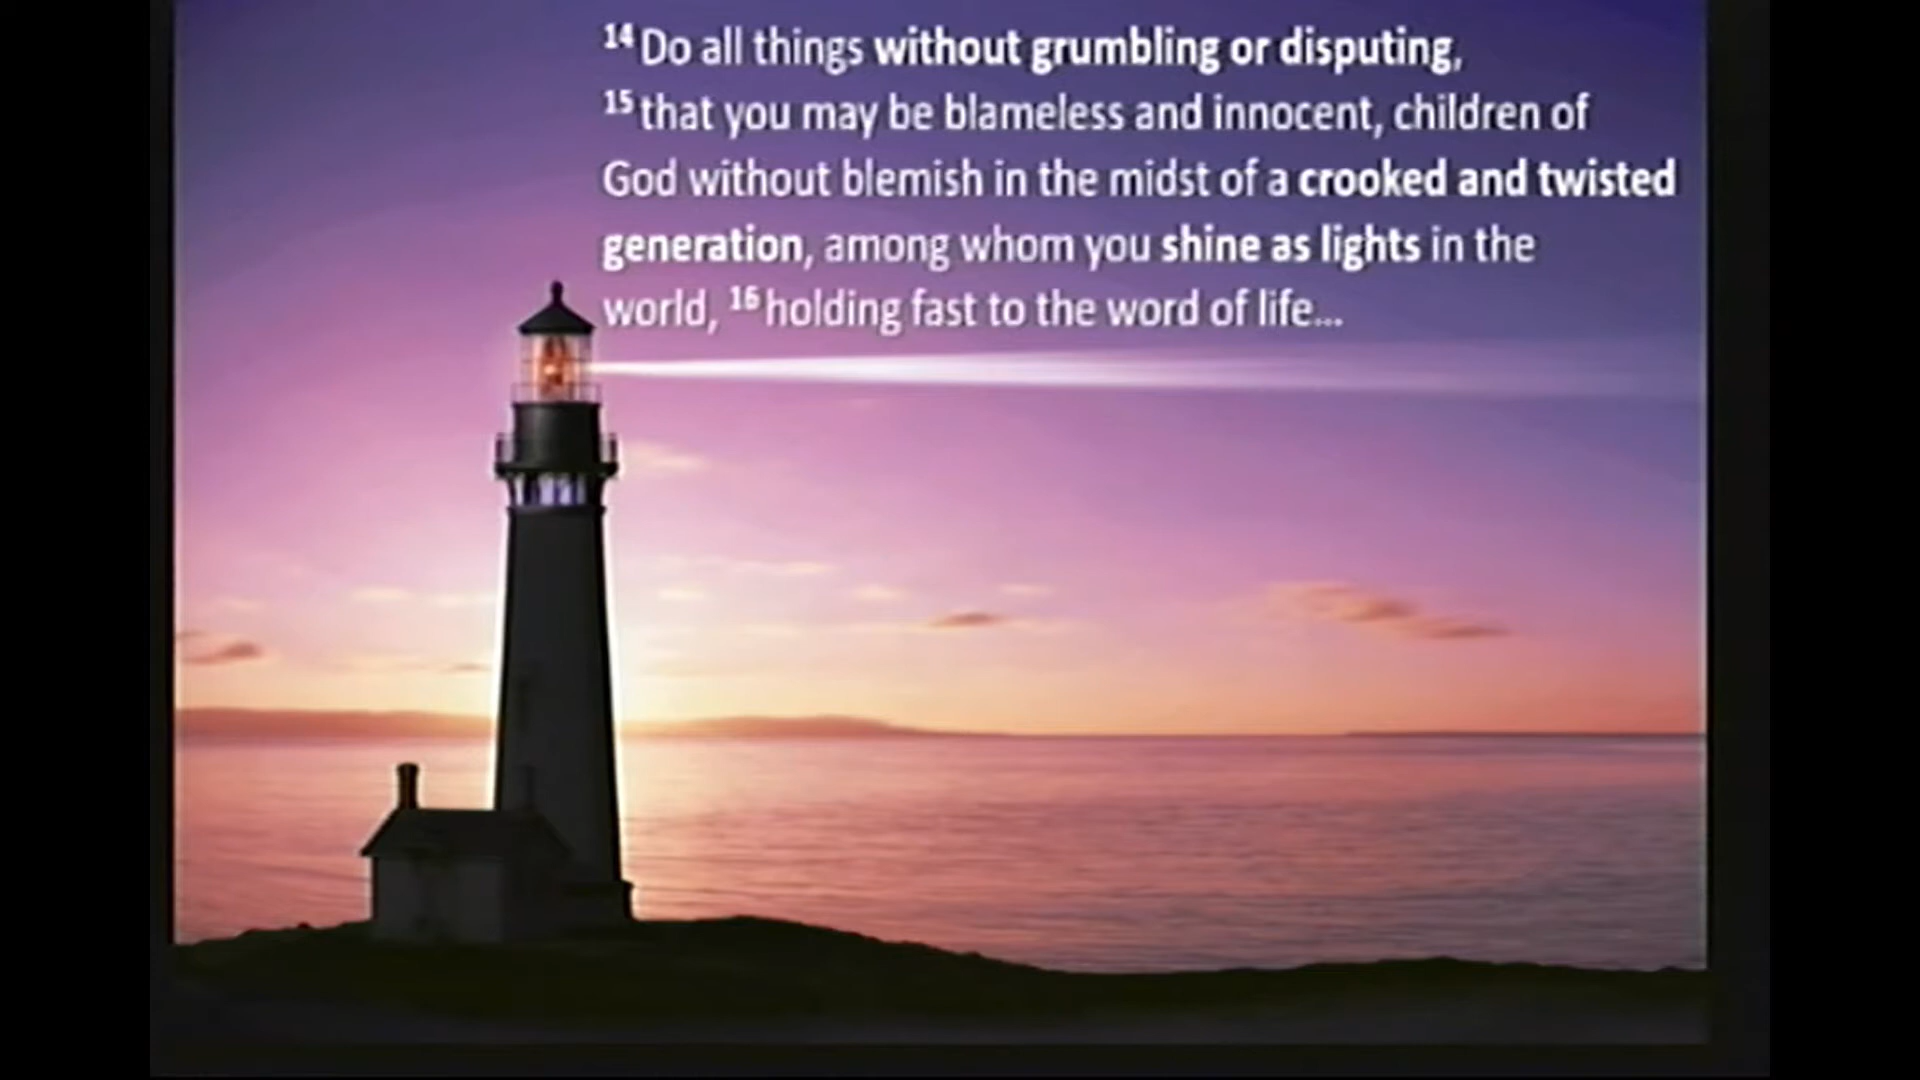 14 Do all things without grumbling or disputing,
15 that you may be blameless and innocent, children of
God without blemish in the midst of a crooked and twisted
generation, among whom you shine as lights in the
world, 16 holding fast to the word of life...